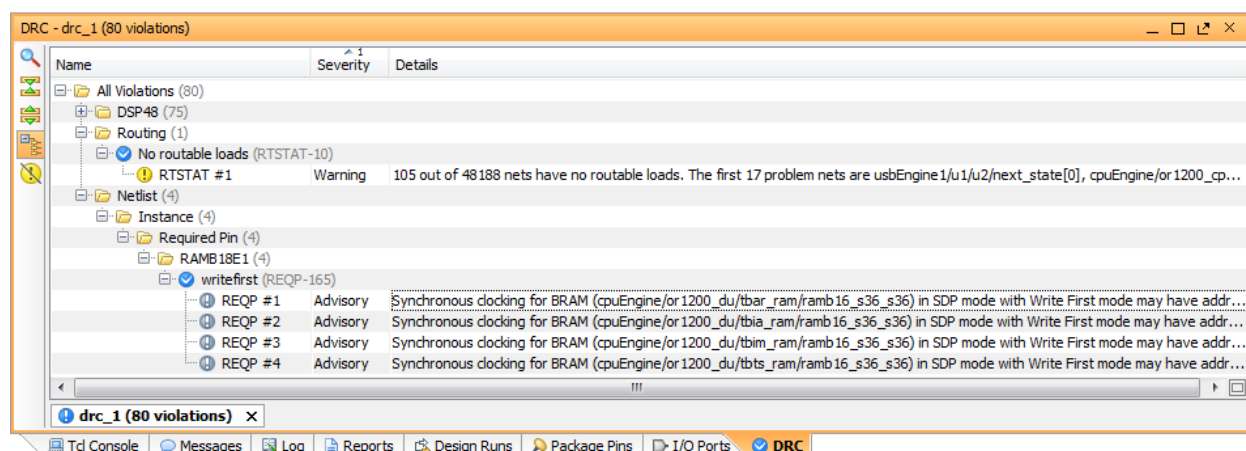 DRC - drc_1 (80 violations)
Name 1 Severity Details
All Violations (80)
DSP48 (75)
Routing (1)
No routable loads (RTSTAT-10)
RTSTAT #1 Warning 105 out of 48188 nets have no routable loads. The first 17 problem nets are usbEngine1/u1/u2/next_state[0], cpuEngine/or1200_cp...
Netlist (4)
Instance (4)
Required Pin (4)
RAMB18E1 (4)
writefirst (REQP-165)
REQP #1 Advisory Synchronous clocking for BRAM (cpuEngine/or1200_du/tbar_ram/ramb16_s36_s36) in SDP mode with Write First mode may have addr...
REQP #2 Advisory Synchronous clocking for BRAM (cpuEngine/or1200_du/tbia_ram/ramb16_s36_s36) in SDP mode with Write First mode may have addr...
REQP #3 Advisory Synchronous clocking for BRAM (cpuEngine/or1200_du/tbim_ram/ramb16_s36_s36) in SDP mode with Write First mode may have addr...
REQP #4 Advisory Synchronous clocking for BRAM (cpuEngine/or1200_du/tbts_ram/ramb16_s36_s36) in SDP mode with Write First mode may have addr...
drc_1 (80 violations)
Tcl Console Messages Log Reports Design Runs Package Pins I/O Ports DRC